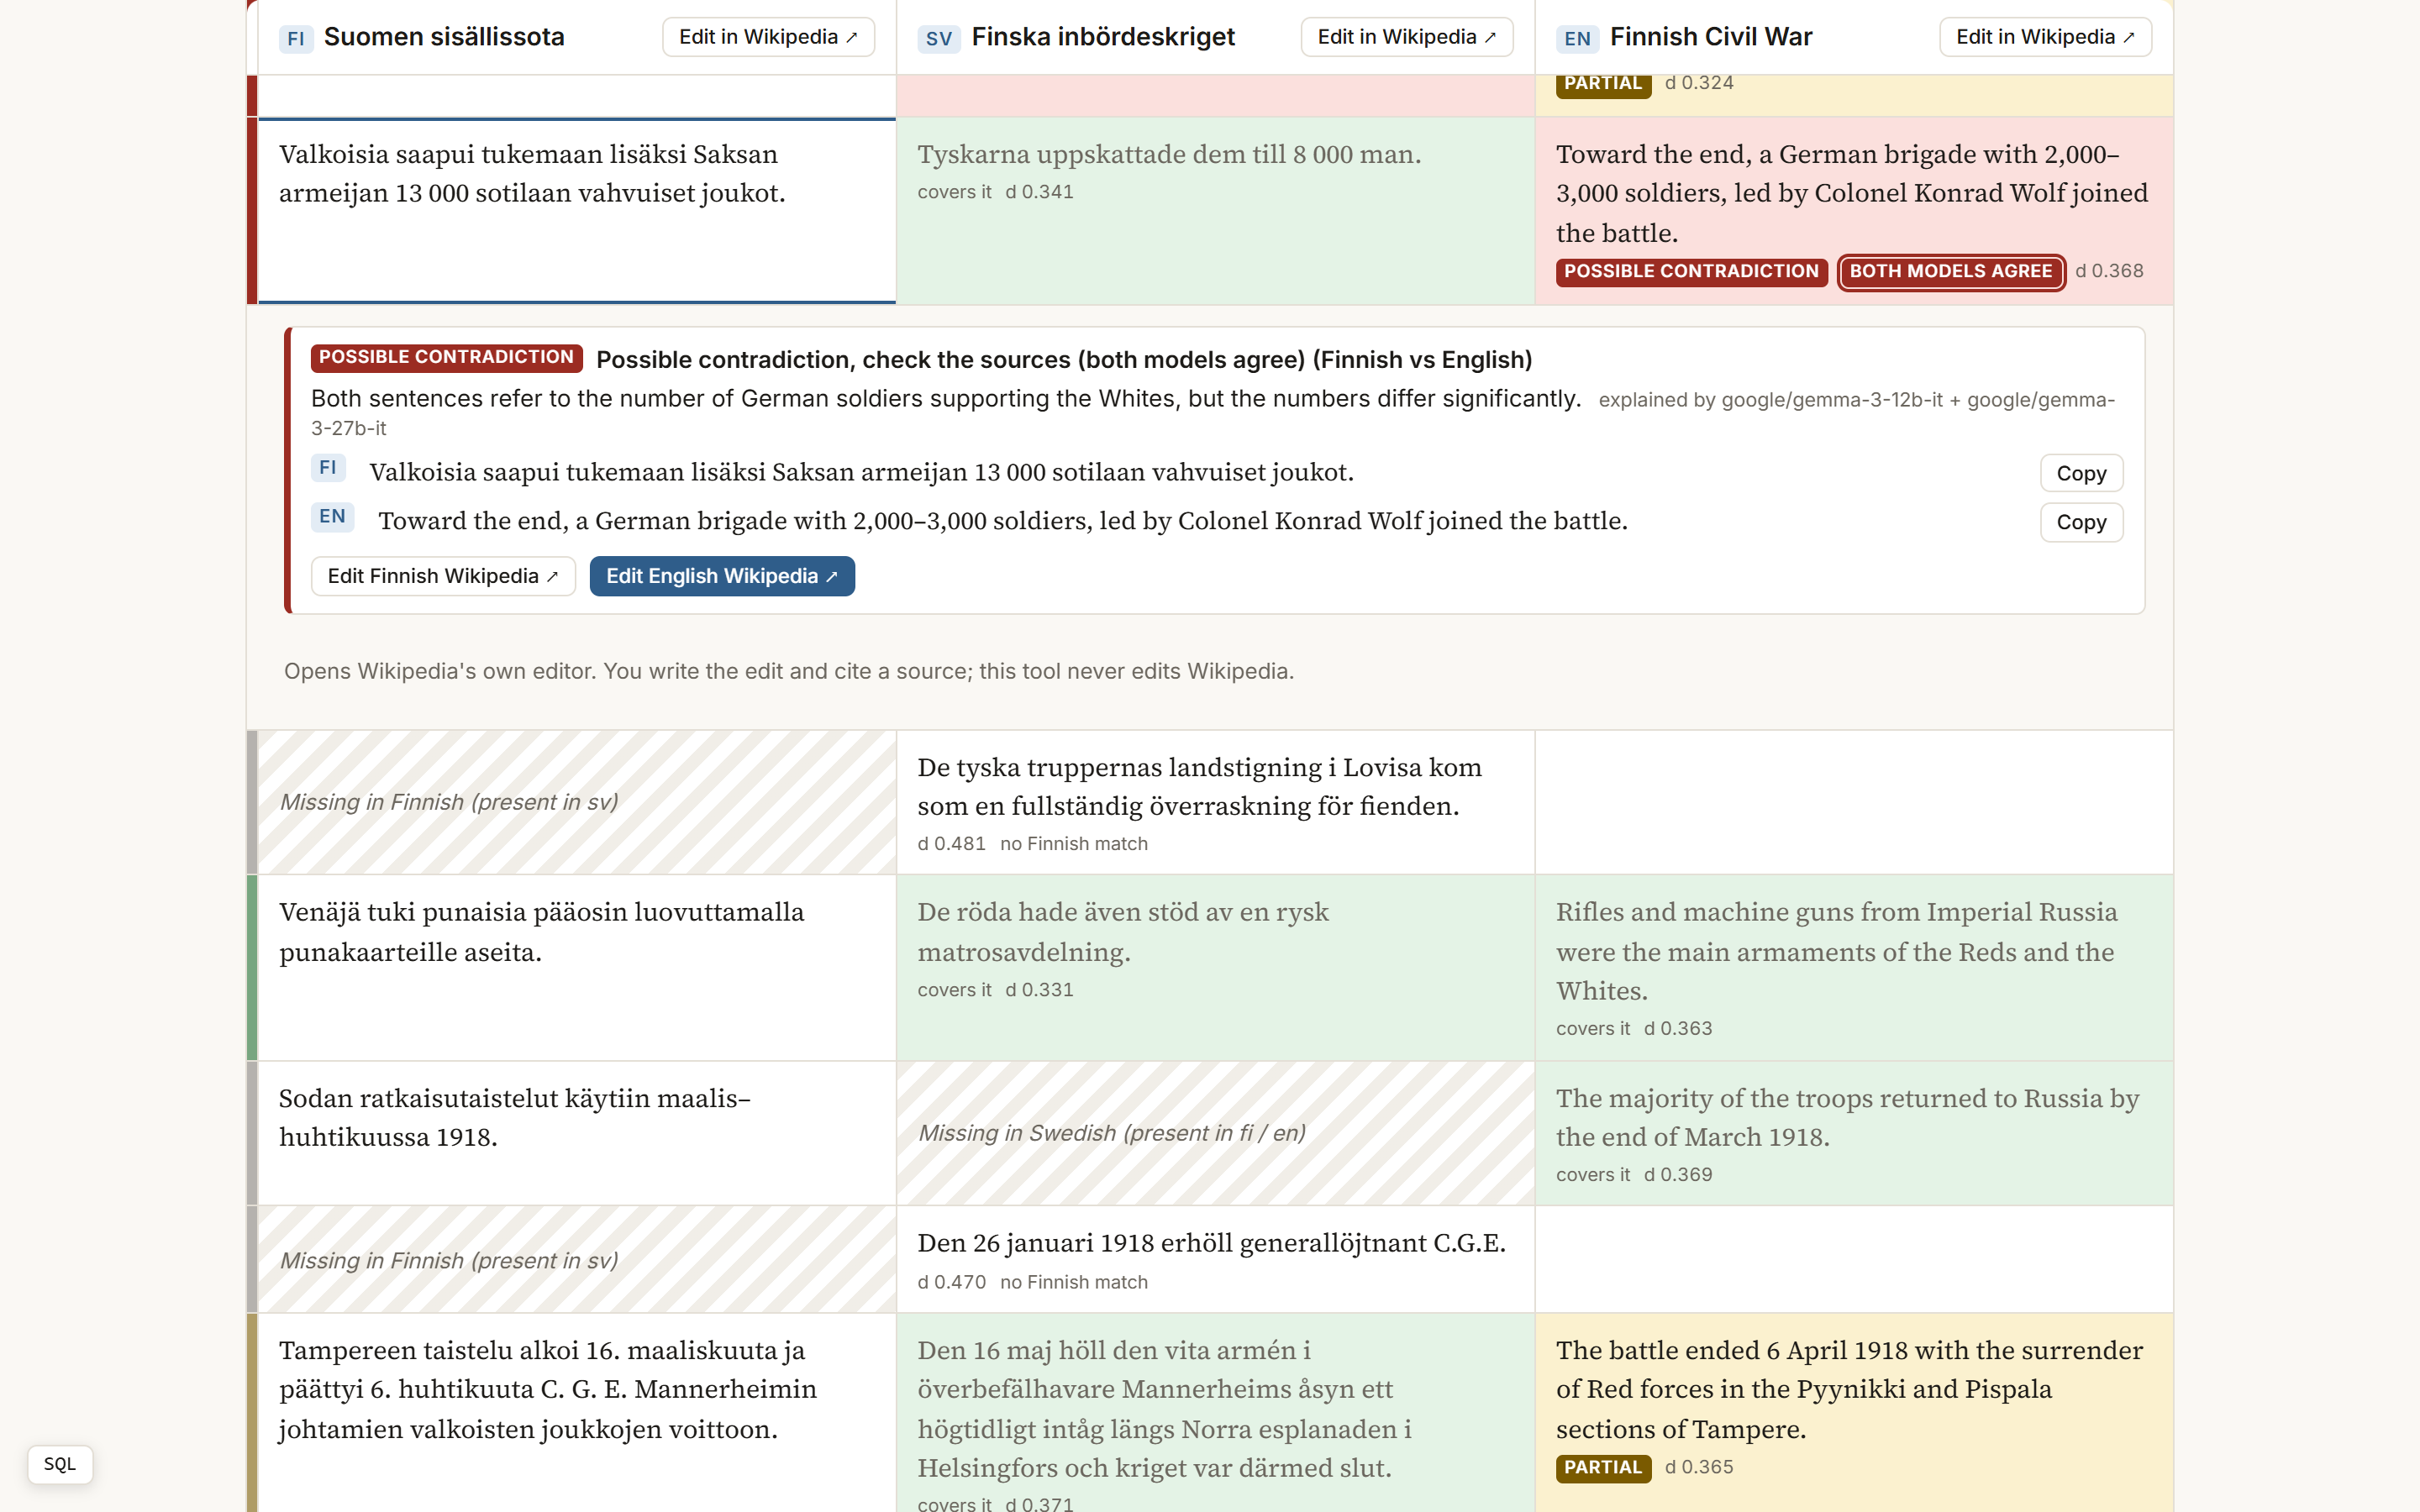 FI Suomen sisällissota Edit in Wikipedia ↗
SV Finska inbördeskriget Edit in Wikipedia ↗
EN Finnish Civil War Edit in Wikipedia ↗
PARTIAL d 0.324
Valkoisia saapui tukemaan lisäksi Saksan
armeijan 13 000 sotilaan vahvuiset joukot.
Tyskarna uppskattade dem till 8 000 man.
covers it d 0.341
Toward the end, a German brigade with 2,000–
3,000 soldiers, led by Colonel Konrad Wolf joined
the battle.
POSSIBLE CONTRADICTION BOTH MODELS AGREE d 0.368
POSSIBLE CONTRADICTION Possible contradiction, check the sources (both models agree) (Finnish vs English)
Both sentences refer to the number of German soldiers supporting the Whites, but the numbers differ significantly. explained by google/gemma-3-12b-it + google/gemma-
3-27b-it
FI Valkoisia saapui tukemaan lisäksi Saksan armeijan 13 000 sotilaan vahvuiset joukot. Copy
EN Toward the end, a German brigade with 2,000–3,000 soldiers, led by Colonel Konrad Wolf joined the battle. Copy
Edit Finnish Wikipedia ↗ Edit English Wikipedia ↗
Opens Wikipedia's own editor. You write the edit and cite a source; this tool never edits Wikipedia.
Missing in Finnish (present in sv)
De tyska truppernas landstigning i Lovisa kom
som en fullständig överraskning för fienden.
d 0.481 no Finnish match
Venäjä tuki punaisia pääosin luovuttamalla
punakaarteille aseita.
De röda hade även stöd av en rysk
matrosavdelning.
covers it d 0.331
Rifles and machine guns from Imperial Russia
were the main armaments of the Reds and the
Whites.
covers it d 0.363
Sodan ratkaisutaistelut käytiin maalis–
huhtikuussa 1918.
Missing in Swedish (present in fi / en)
The majority of the troops returned to Russia by
the end of March 1918.
covers it d 0.369
Missing in Finnish (present in sv)
Den 26 januari 1918 erhöll generallöjtnant C.G.E.
d 0.470 no Finnish match
Tampereen taistelu alkoi 16. maaliskuuta ja
päättyi 6. huhtikuuta C. G. E. Mannerheimin
johtamien valkoisten joukkojen voittoon.
Den 16 maj höll den vita armén i
överbefälhavare Mannerheims åsyn ett
högtidligt intåg längs Norra esplanaden i
Helsingfors och kriget var därmed slut.
covers it d 0.371
The battle ended 6 April 1918 with the surrender
of Red forces in the Pyynikki and Pispala
sections of Tampere.
PARTIAL d 0.365
SQL